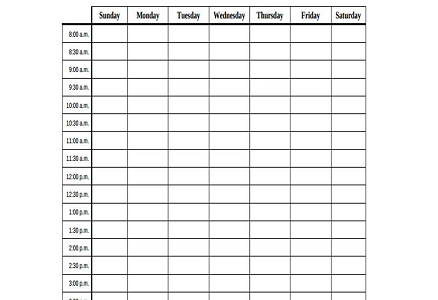 Sunday Monday Tuesday Wednesday Thursday Friday Saturday
8:00 a.m.
8:30 a.m.
9:00 a.m.
9:30 a.m.
10:00 a.m.
10:30 a.m.
11:00 a.m.
11:30 a.m.
12:00 p.m.
12:30 p.m.
1:00 p.m.
1:30 p.m.
2:00 p.m.
2:30 p.m.
3:00 p.m.